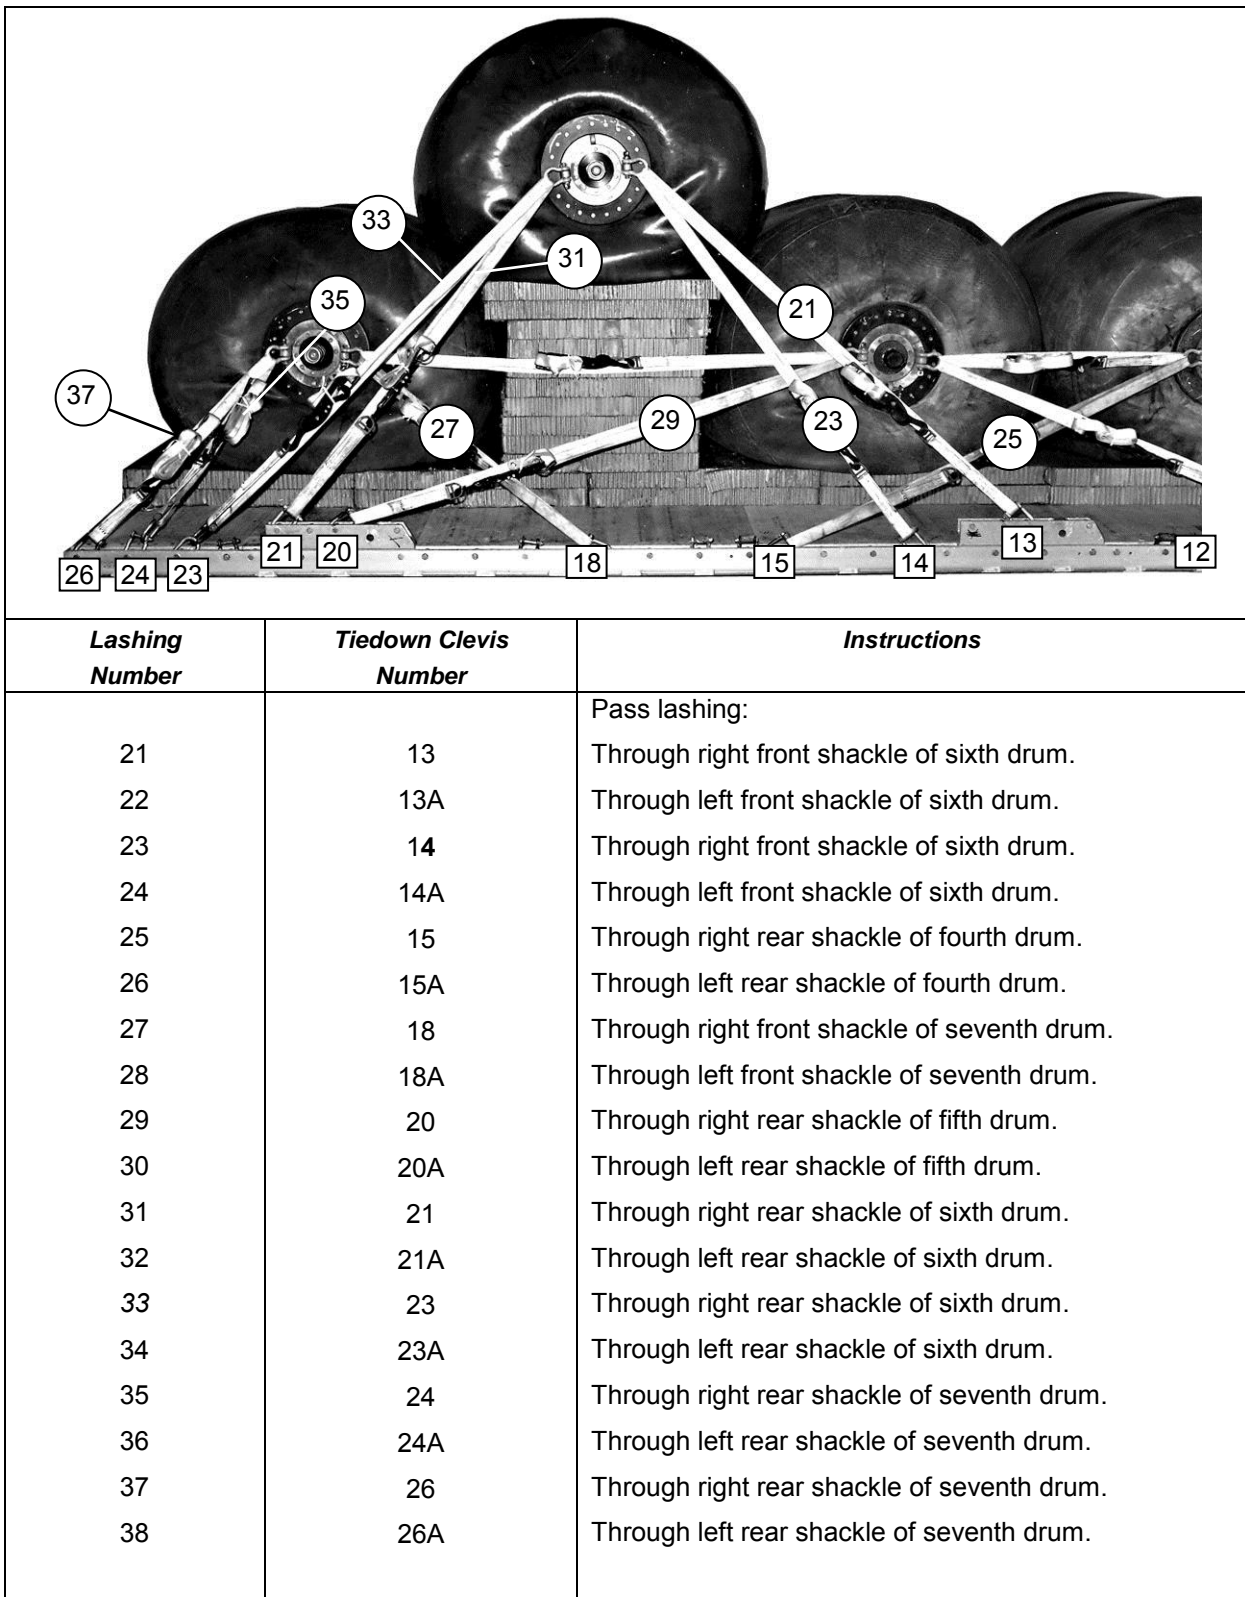 33
31
35
21
37
27
29
23
25
26 24 23 21 20 18 15 14 13 12
Lashing Number Tiedown Clevis Number Instructions
Pass lashing:
21 13 Through right front shackle of sixth drum.
22 13A Through left front shackle of sixth drum.
23 14 Through right front shackle of sixth drum.
24 14A Through left front shackle of sixth drum.
25 15 Through right rear shackle of fourth drum.
26 15A Through left rear shackle of fourth drum.
27 18 Through right front shackle of seventh drum.
28 18A Through left front shackle of seventh drum.
29 20 Through right rear shackle of fifth drum.
30 20A Through left rear shackle of fifth drum.
31 21 Through right rear shackle of sixth drum.
32 21A Through left rear shackle of sixth drum.
33 23 Through right rear shackle of sixth drum.
34 23A Through left rear shackle of sixth drum.
35 24 Through right rear shackle of seventh drum.
36 24A Through left rear shackle of seventh drum.
37 26 Through right rear shackle of seventh drum.
38 26A Through left rear shackle of seventh drum.